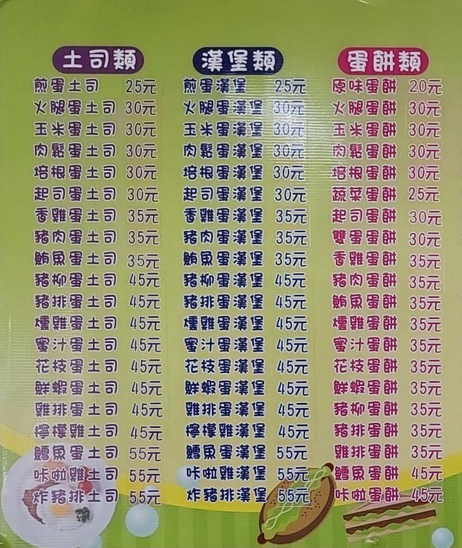 土司類
煎蛋土司 25元
火腿蛋土司 30元
玉米蛋土司 30元
肉鬆蛋土司 30元
培根蛋土司 30元
起司蛋土司 30元
香雞蛋土司 35元
豬肉蛋土司 35元
鮪魚蛋土司 35元
豬柳蛋土司 45元
豬排蛋土司 45元
燻雞蛋土司 45元
蜜汁蛋土司 45元
花枝蛋土司 45元
鮮蝦蛋土司 45元
雞排蛋土司 45元
檸檬雞土司 45元
鱈魚蛋土司 55元
咔啦雞土司 55元
炸豬排土司 55元
漢堡類
煎蛋漢堡 25元
火腿蛋漢堡 30元
玉米蛋漢堡 30元
肉鬆蛋漢堡 30元
培根蛋漢堡 30元
起司蛋漢堡 30元
香雞蛋漢堡 35元
豬肉蛋漢堡 35元
鮪魚蛋漢堡 35元
豬柳蛋漢堡 45元
豬排蛋漢堡 45元
燻雞蛋漢堡 45元
蜜汁蛋漢堡 45元
花枝蛋漢堡 45元
鮮蝦蛋漢堡 45元
雞排蛋漢堡 45元
檸檬雞漢堡 45元
鱈魚蛋漢堡 55元
咔啦雞漢堡 55元
炸豬排漢堡 55元
蛋餅類
原味蛋餅 20元
火腿蛋餅 30元
玉米蛋餅 30元
肉鬆蛋餅 30元
培根蛋餅 30元
蔬菜蛋餅 25元
起司蛋餅 30元
雙蛋蛋餅 30元
香雞蛋餅 35元
豬肉蛋餅 35元
鮪魚蛋餅 35元
燻雞蛋餅 35元
蜜汁蛋餅 35元
花枝蛋餅 35元
鮮蝦蛋餅 35元
豬柳蛋餅 35元
豬排蛋餅 35元
雞排蛋餅 35元
鱈魚蛋餅 45元
咔啦蛋餅 45元